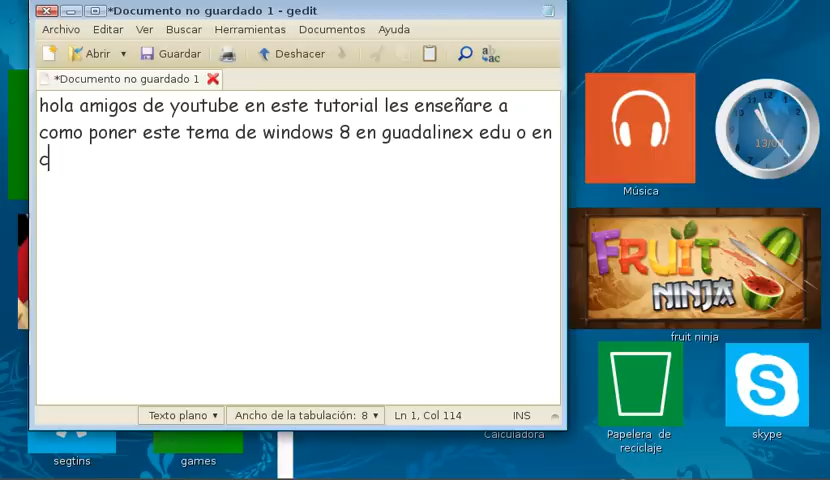 *Documento no guardado 1 - gedit
Archivo Editar Ver Buscar Herramientas Documentos Ayuda
Abrir Guardar Deshacer
*Documento no guardado 1
hola amigos de youtube en este tutorial les enseñare a
como poner este tema de windows 8 en guadalinex edu o en
c
Texto plano Ancho de la tabulación: 8 Ln 1, Col 114 INS
Música
FRUIT
NINJA
fruit ninja
Calculadora
Papelera de
reciclaje
skype
segtins
games